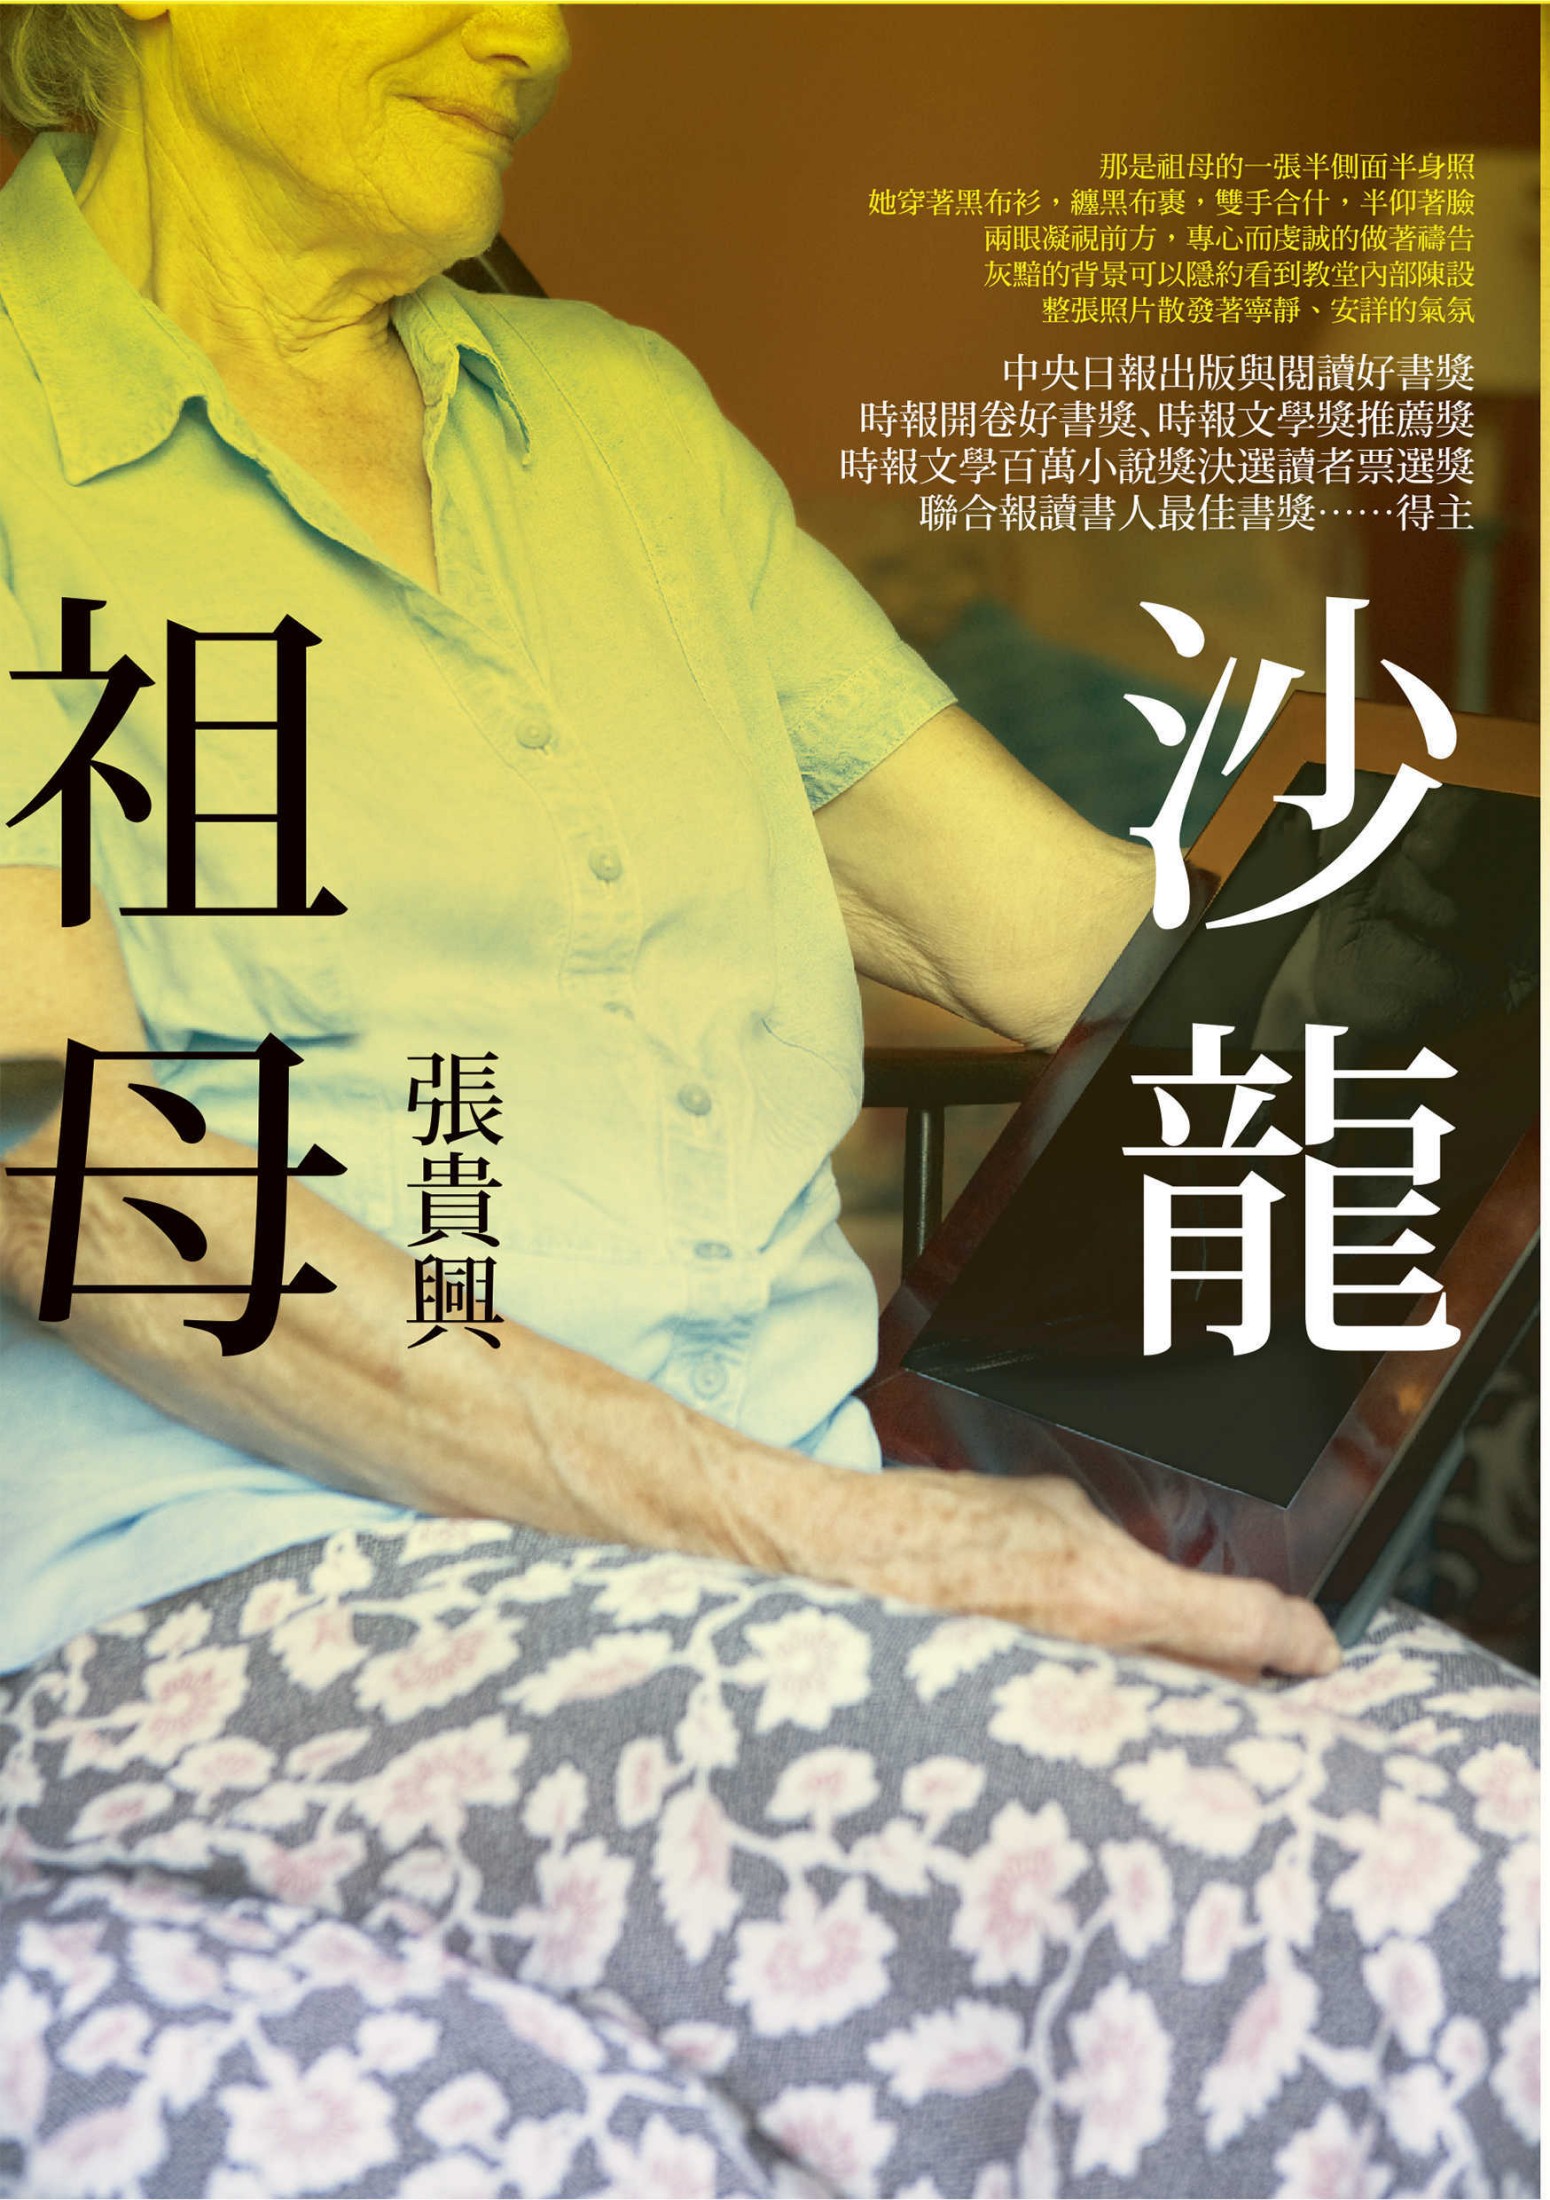 那是祖母的一張半側面半身照
她穿著黑布衫，纏黑布裹，雙手合什，半仰著臉
兩眼凝視前方，專心而虔誠的做著禱告
灰黯的背景可以隱約看到教堂內部陳設
整張照片散發著寧靜、安詳的氣氛
中央日報出版與閱讀好書獎
時報開卷好書獎、時報文學獎推薦獎
時報文學百萬小說獎決選讀者票選獎
聯合報讀書人最佳書獎⋯⋯得主
沙龍
祖母
張貴興